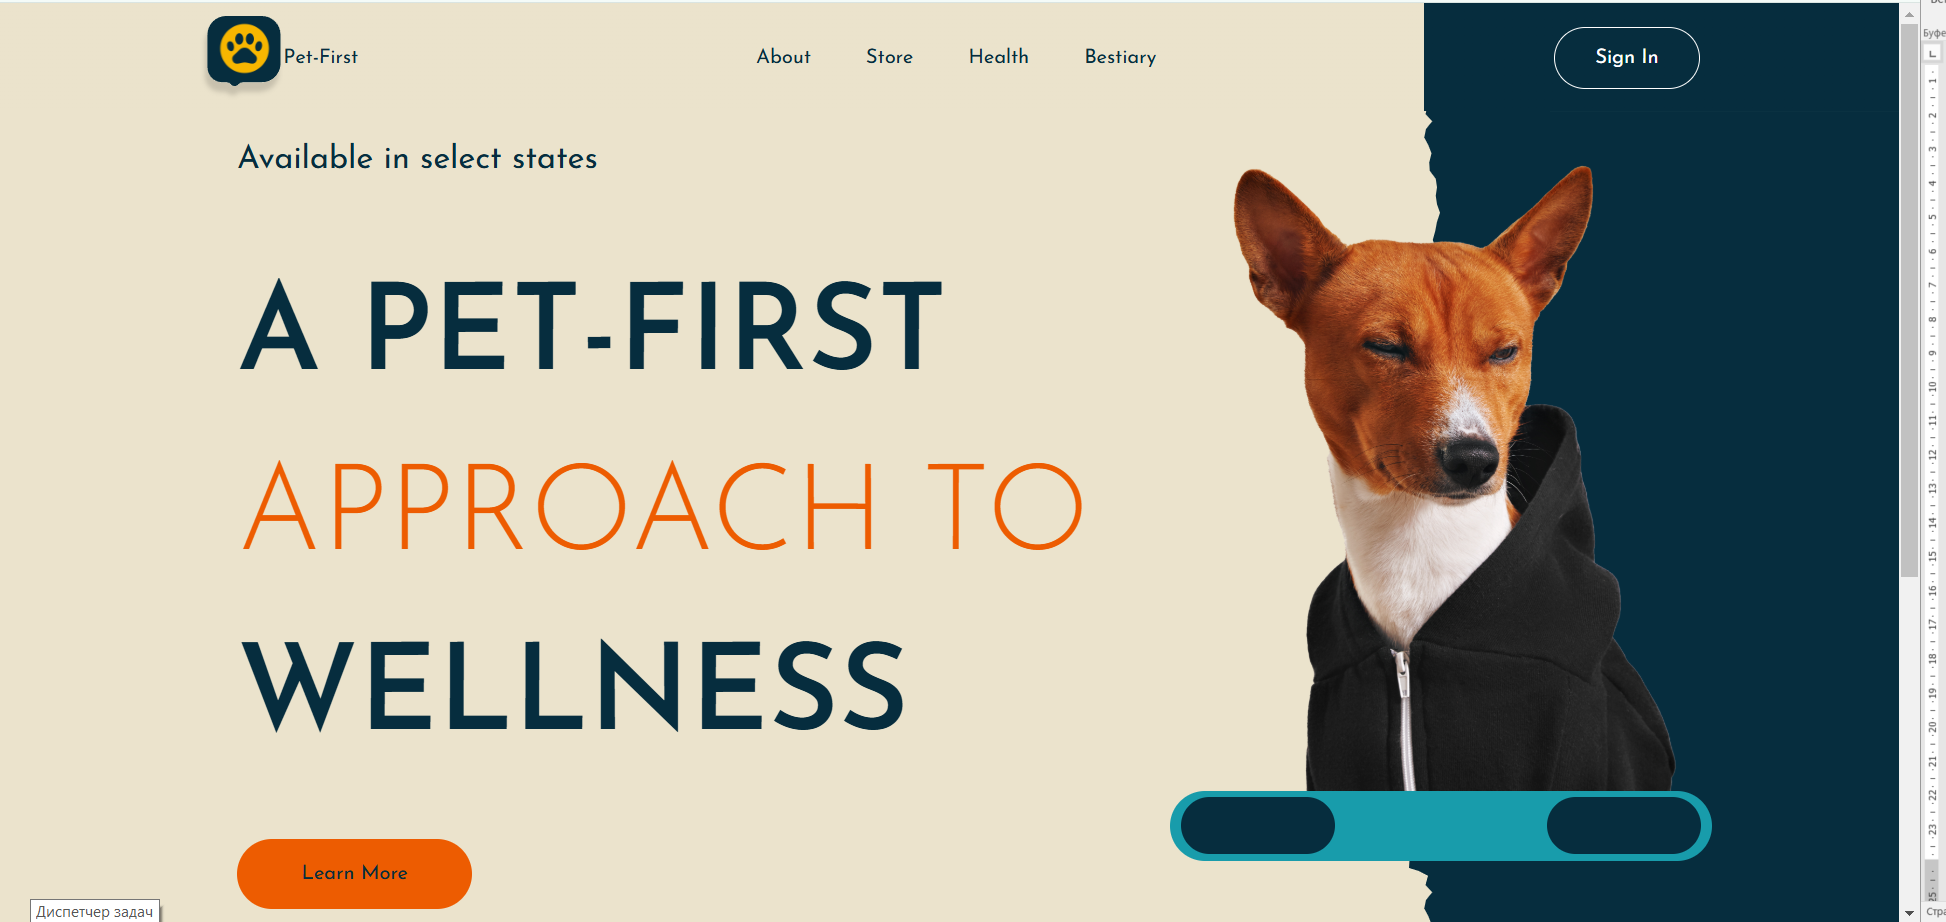 Pet-First
About
Store
Health
Bestiary
Sign In
Available in select states
A PET-FIRST
APPROACH TO
WELLNESS
Learn More
Диспетчер задач